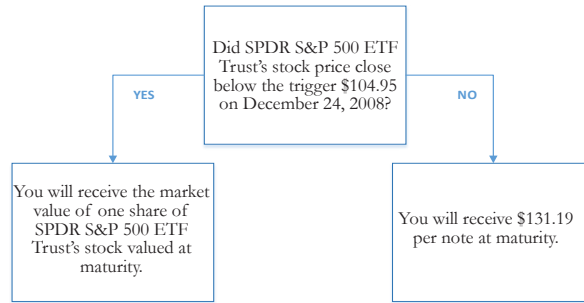 Did SPDR S&P 500 ETF
Trust's stock price close
below the trigger $104.95
on December 24, 2008?
YES
NO
You will receive the market
value of one share of
SPDR S&P 500 ETF
Trust's stock valued at
maturity.
You will receive $131.19
per note at maturity.